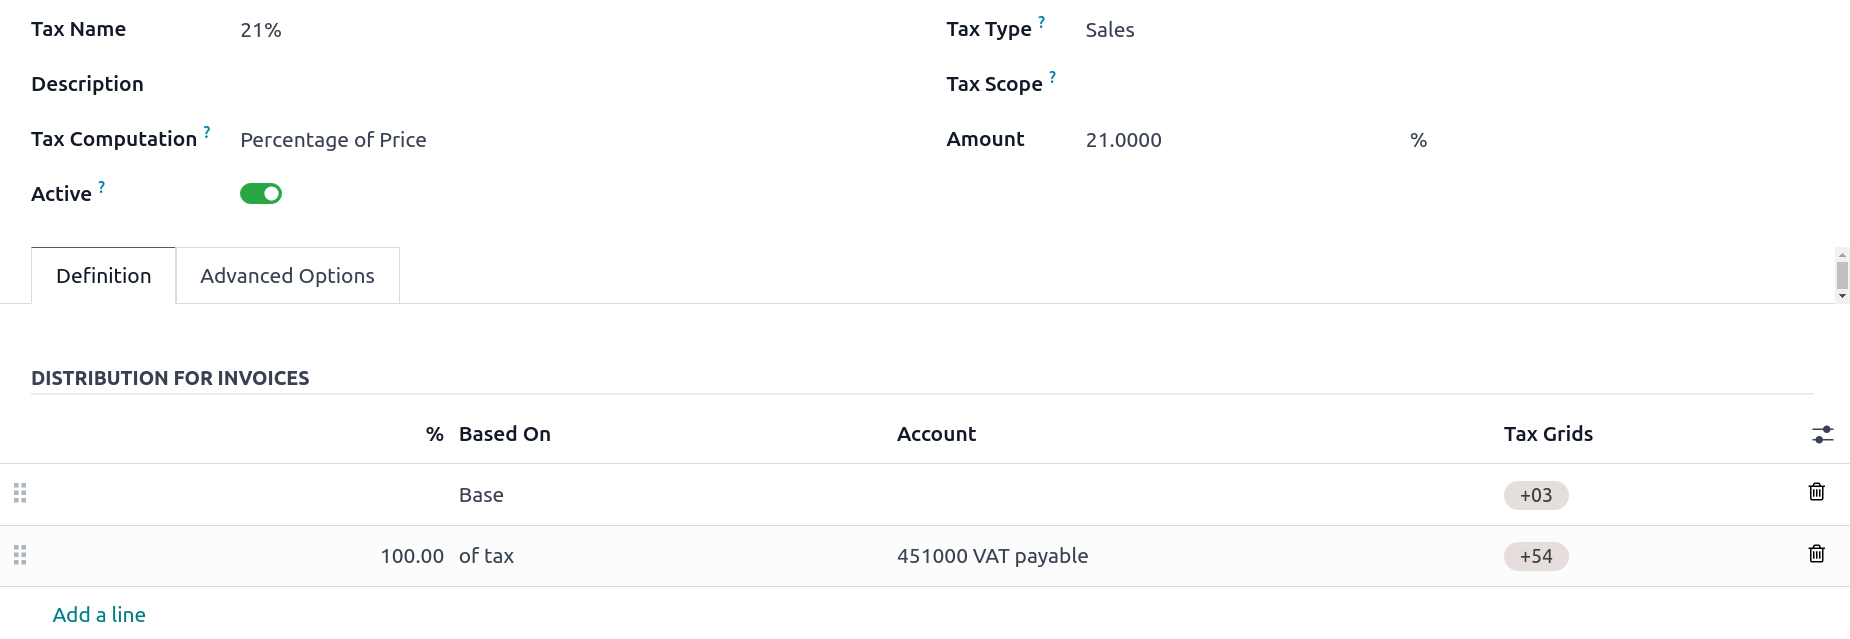 Tax Name 21% Tax Type ? Sales
Description Tax Scope ?
Tax Computation ? Percentage of Price Amount 21.0000 %
Active ?
Definition Advanced Options
DISTRIBUTION FOR INVOICES
% Based On Account Tax Grids
Base +03
100.00 of tax 451000 VAT payable +54
Add a line